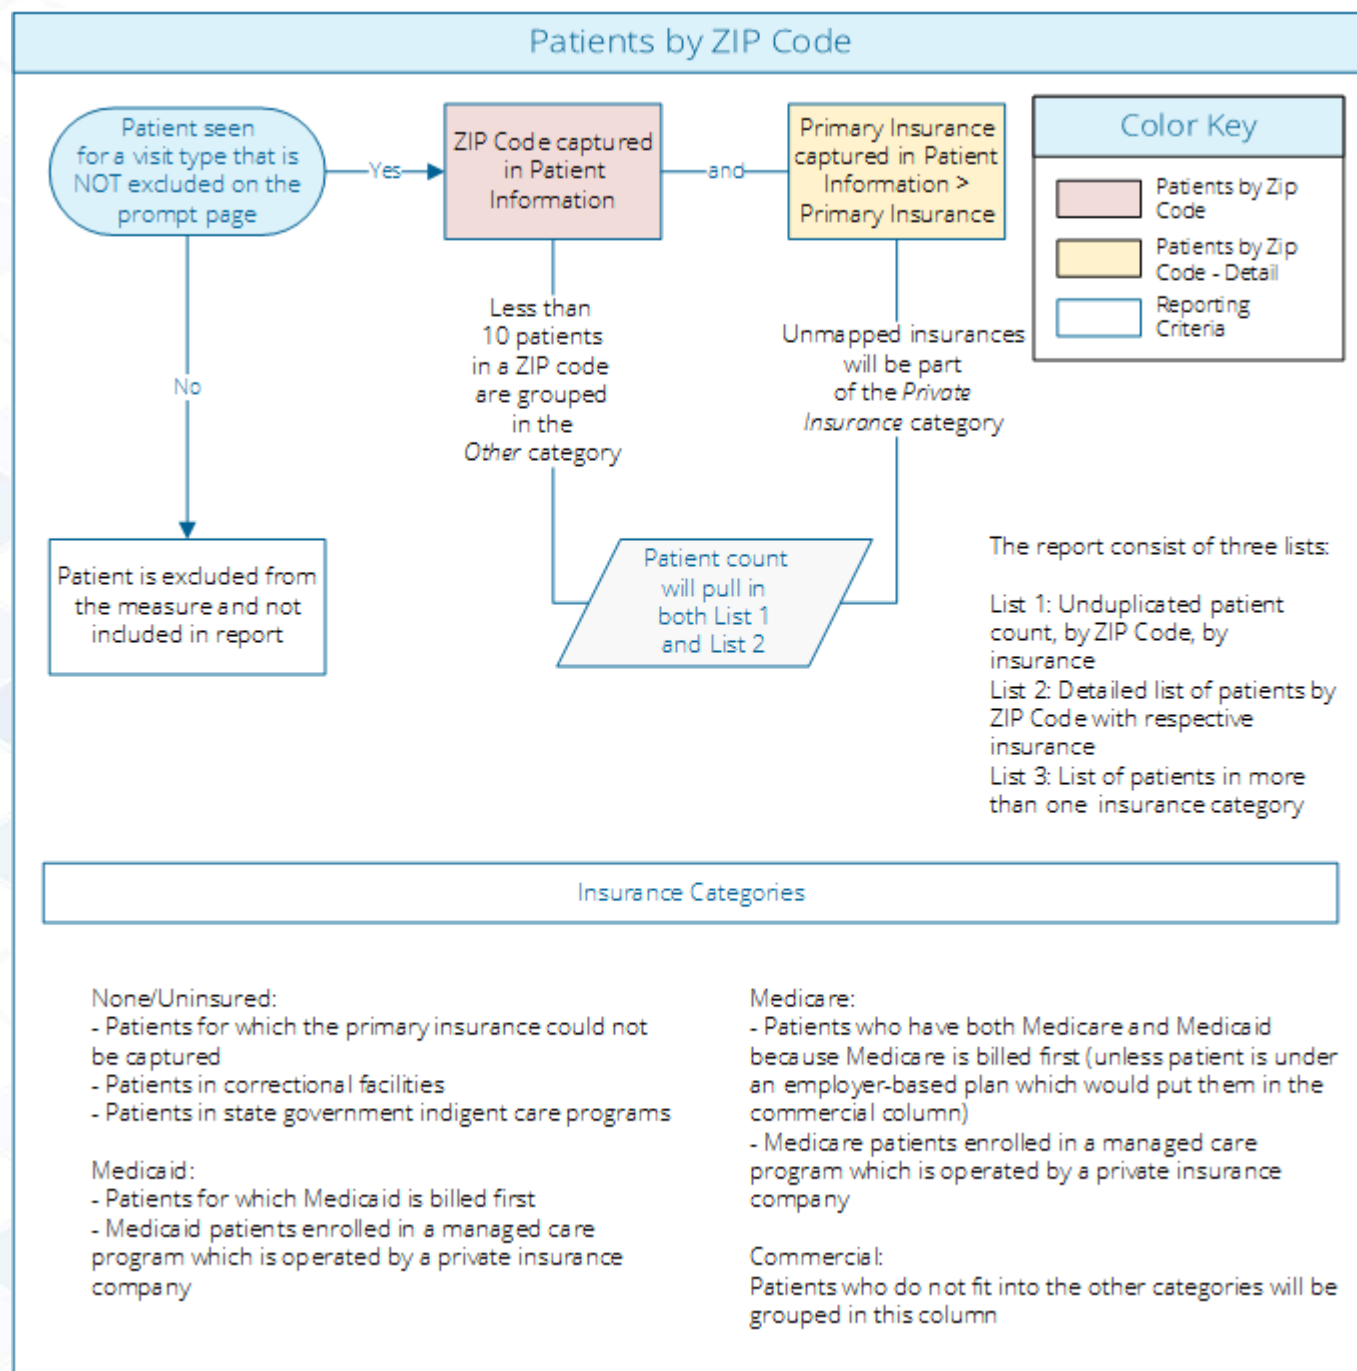 Patients by ZIP Code
Patient seen
for a visit type that is
NOT excluded on the
prompt page
Yes
ZIP Code captured
in Patient
Information
and
Primary Insurance
captured in Patient
Information >
Primary Insurance
Color Key
Patients by Zip
Code
Patients by Zip
Code - Detail
Reporting
Criteria
No
Less than
10 patients
in a ZIP code
are grouped
in the
Other category
Unmapped insurances
will be part
of the Private
Insurance category
Patient is excluded from
the measure and not
included in report
Patient count
will pull in
both List 1
and List 2
The report consist of three lists:
List 1: Unduplicated patient
count, by ZIP Code, by
insurance
List 2: Detailed list of patients by
ZIP Code with respective
insurance
List 3: List of patients in more
than one insurance category
Insurance Categories
None/Uninsured:
- Patients for which the primary insurance could not
be captured
- Patients in correctional facilities
- Patients in state government indigent care programs
Medicaid:
- Patients for which Medicaid is billed first
- Medicaid patients enrolled in a managed care
program which is operated by a private insurance
company
Medicare:
- Patients who have both Medicare and Medicaid
because Medicare is billed first (unless patient is under
an employer-based plan which would put them in the
commercial column)
- Medicare patients enrolled in a managed care
program which is operated by a private insurance
company
Commercial:
Patients who do not fit into the other categories will be
grouped in this column